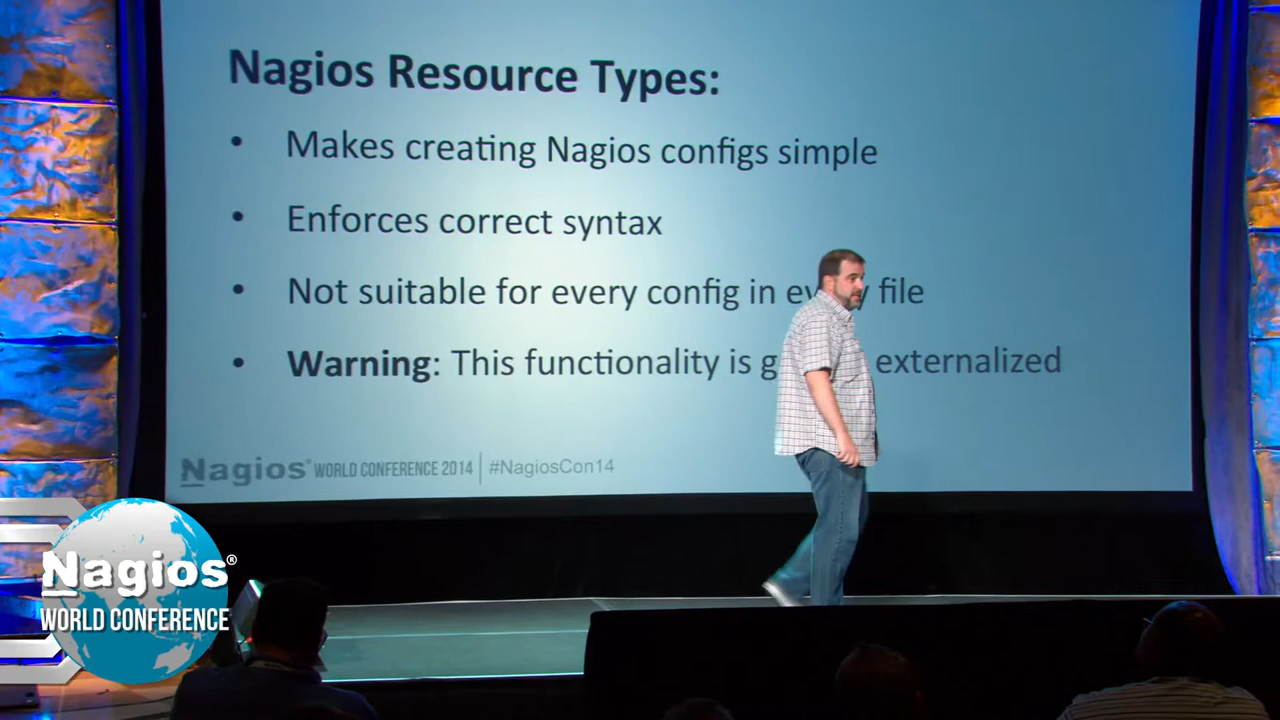 Nagios Resource Types:
• Makes creating Nagios configs simple
• Enforces correct syntax
• Not suitable for every config in file
• Warning: This functionality is externalized
Nagios® WORLD CONFERENCE 2014 | #NagiosCon14
Nagios®
WORLD CONFERENCE